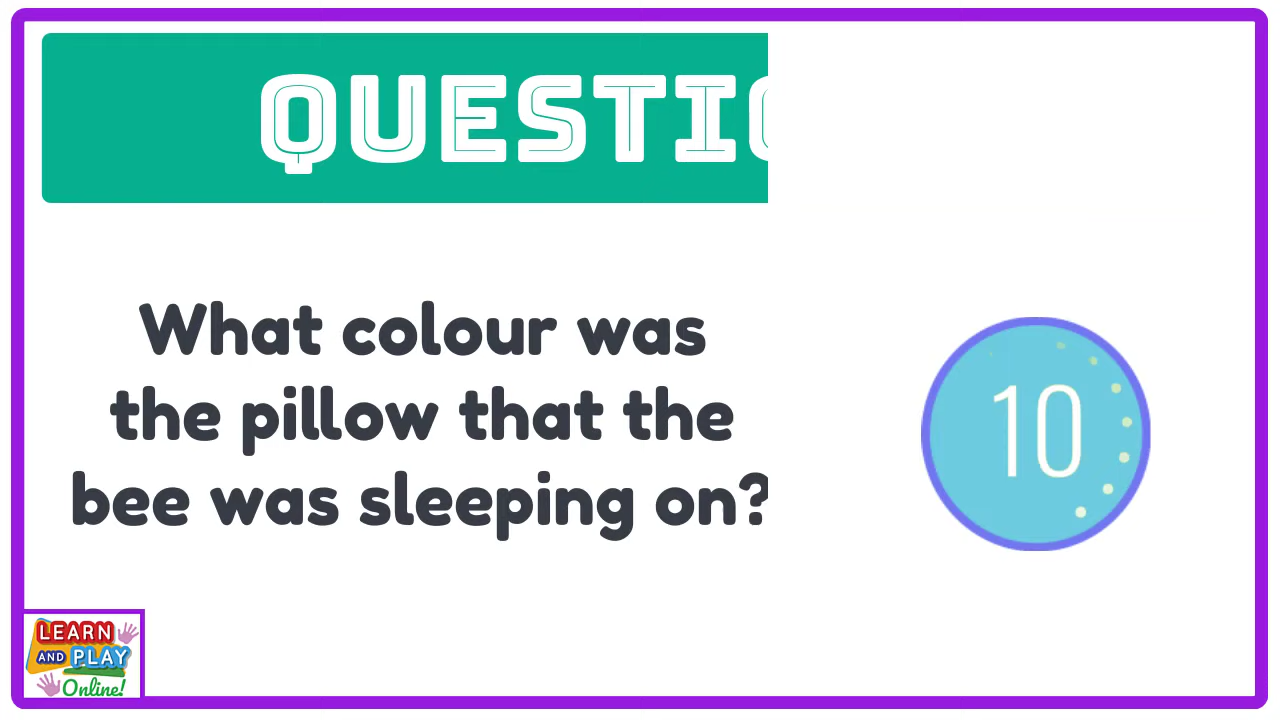 QUESTIO
What colour was
the pillow that the
bee was sleeping on?
10
LEARN
AND PLAY
Online!